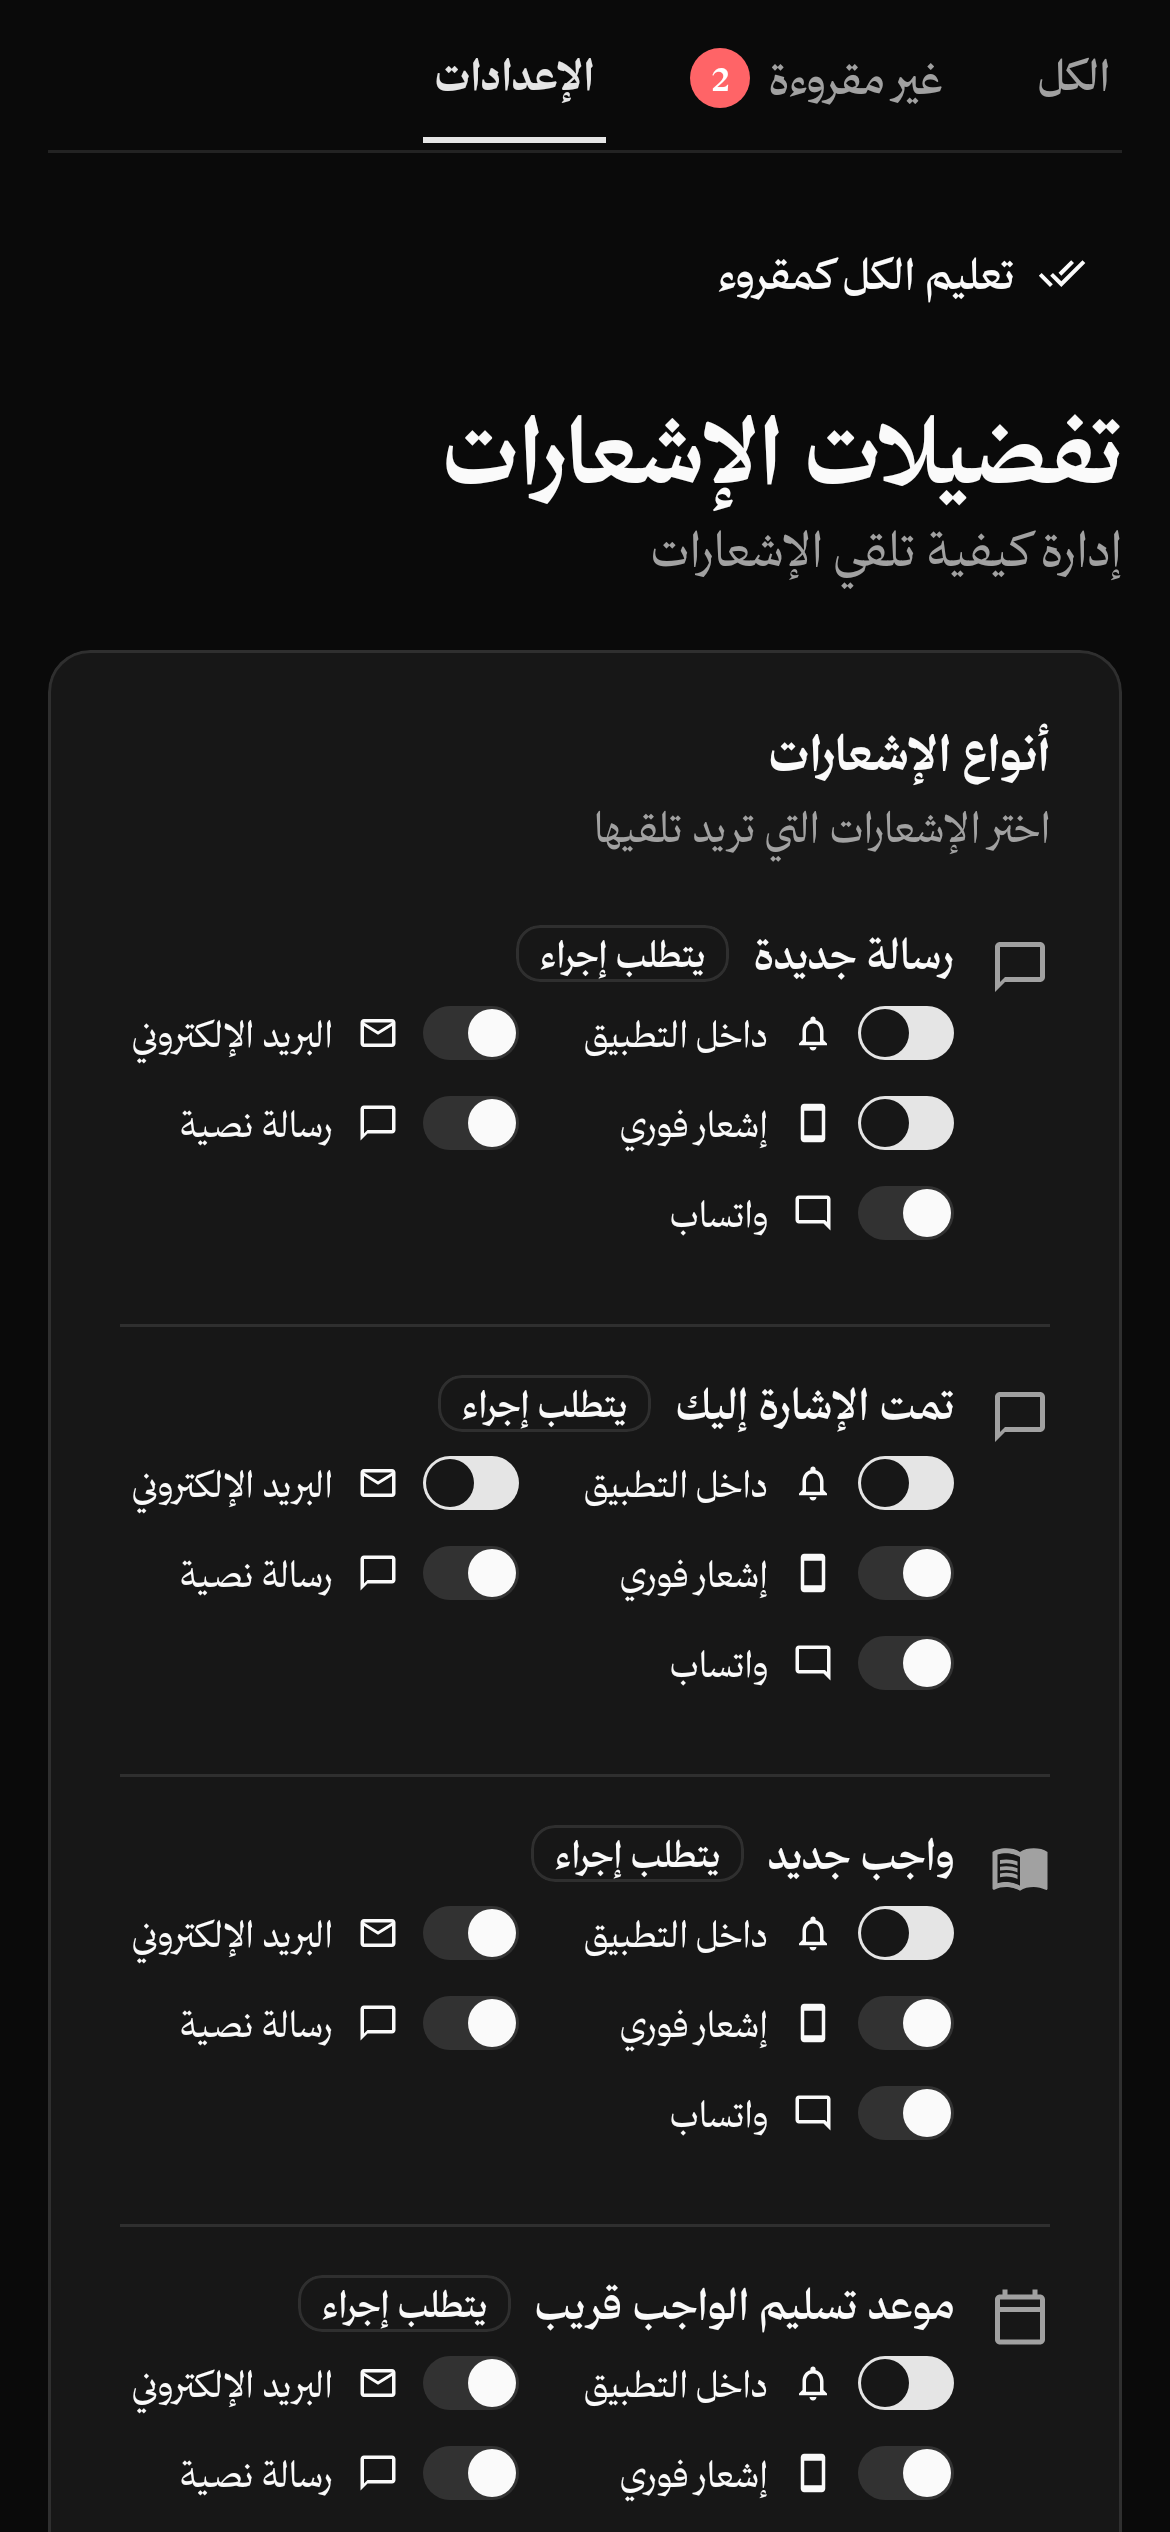 الكل
غير مقروءة 2
الإعدادات
تعليم الكل كمقروء
تفضيلات الإشعارات
إدارة كيفية تلقي الإشعارات
أنواع الإشعارات
اختر الإشعارات التي تريد تلقيها
رسالة جديدة يتطلب إجراء
داخل التطبيق البريد الإلكتروني
إشعار فوري رسالة نصية
واتساب
تمت الإشارة إليك يتطلب إجراء
داخل التطبيق البريد الإلكتروني
إشعار فوري رسالة نصية
واتساب
واجب جديد يتطلب إجراء
داخل التطبيق البريد الإلكتروني
إشعار فوري رسالة نصية
واتساب
موعد تسليم الواجب قريب يتطلب إجراء
داخل التطبيق البريد الإلكتروني
إشعار فوري رسالة نصية